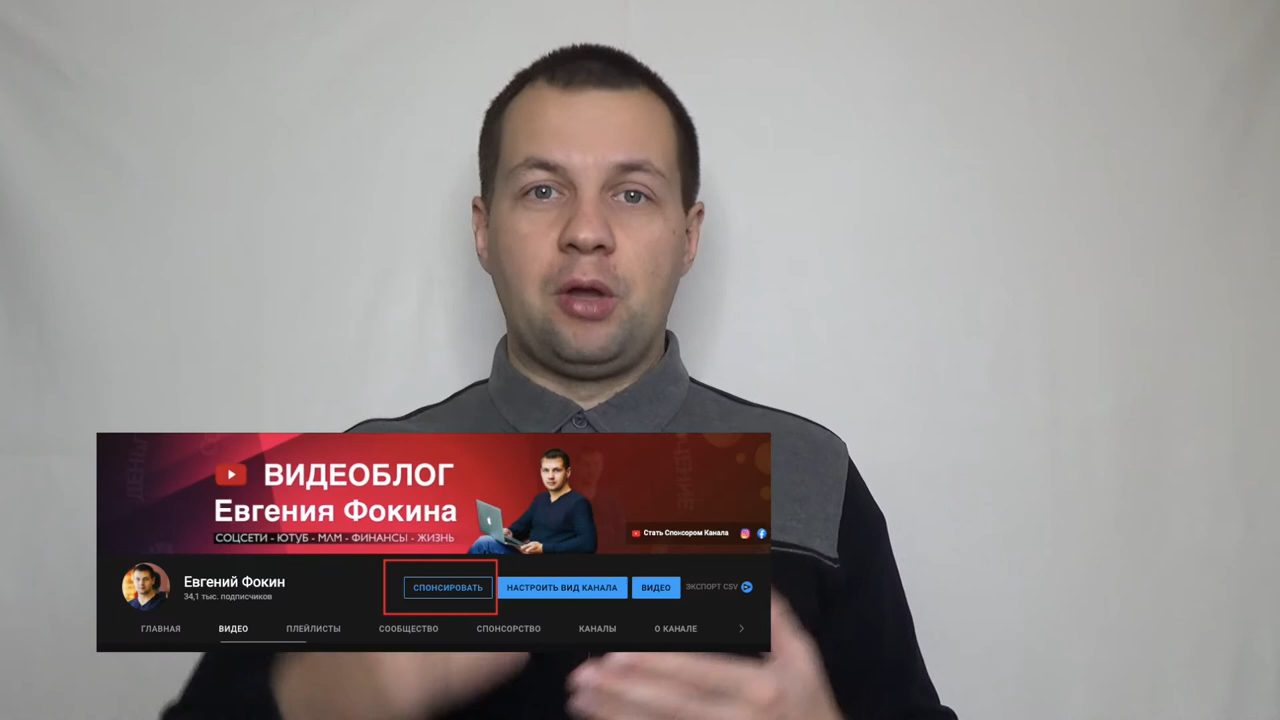 ВИДЕОБЛОГ
Евгения Фокина
СОЦСЕТИ - ЮТУБ - МЛМ - ФИНАНСЫ - ЖИЗНЬ
Стать Спонсором Канала
Евгений Фокин
34,1 тыс. подписчиков
СПОНСИРОВАТЬ
НАСТРОИТЬ ВИД КАНАЛА
ВИДЕО
ЭКСПОРТ CSV
ГЛАВНАЯ
ВИДЕО
ПЛЕЙЛИСТЫ
СООБЩЕСТВО
СПОНСОРСТВО
КАНАЛЫ
О КАНАЛЕ